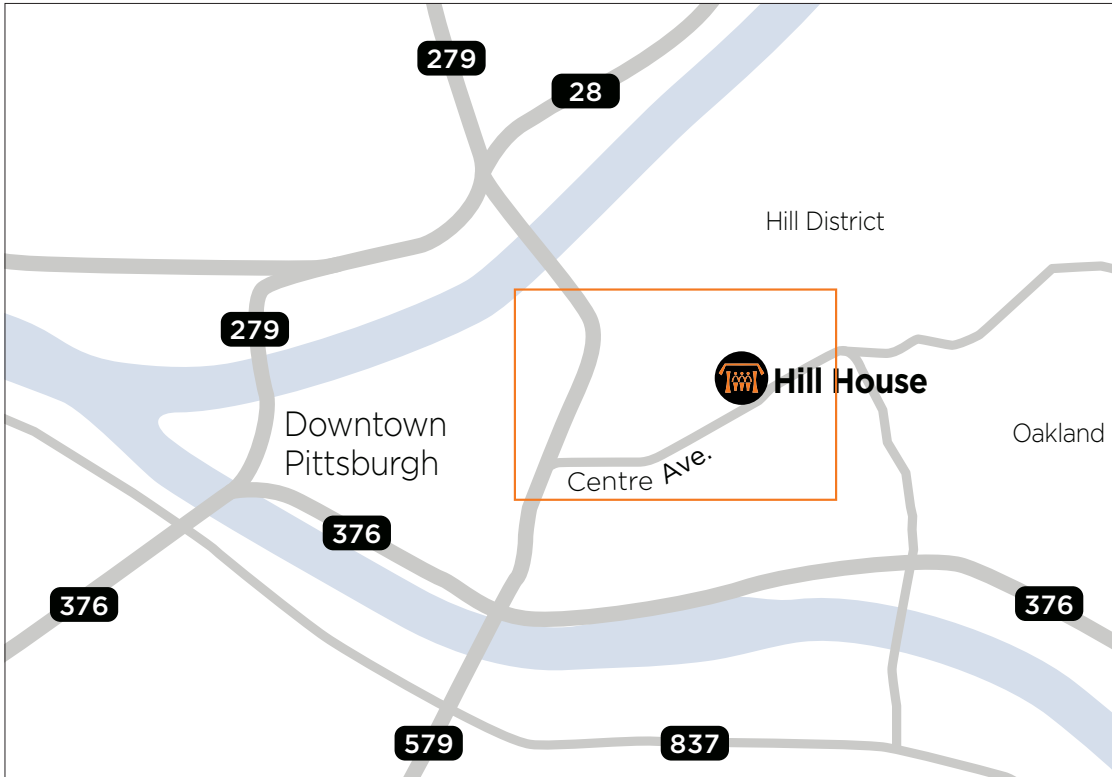 279
28
Hill District
279
Hill House
Downtown
Pittsburgh
Oakland
Centre Ave.
376
376
376
579
837